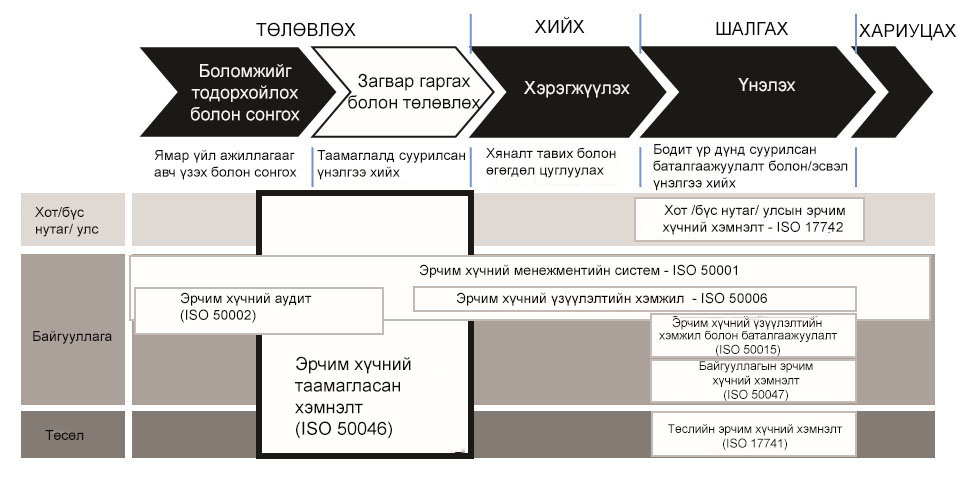 ТӨЛӨВЛӨХ
ХИЙХ
ШАЛГАХ
ХАРИУЦАХ
Боломжийг
тодорхойлох
болон сонгох
Загвар гаргах
болон төлөвлөх
Хэрэгжүүлэх
Үнэлэх
Ямар үйл ажиллагааг
авч үзэх болон сонгох
Таамаглалд суурилсан
үнэлгээ хийх
Хяналт тавих болон
өгөгдөл цуглуулах
Бодит үр дүнд суурилсан
баталгаажуулалт болон/эсвэл
үнэлгээ хийх
Хот/бүс
нутаг/ улс
Хот /бүс нутаг/ улсын эрчим
хүчний хэмнэлт - ISO 17742
Байгууллага
Эрчим хүчний менежментийн систем - ISO 50001
Эрчим хүчний аудит
(ISO 50002)
Эрчим хүчний үзүүлэлтийн хэмжил - ISO 50006
Эрчим хүчний үзүүлэлтийн
хэмжил болон баталгаажуулалт
(ISO 50015)
Байгууллагын эрчим
хүчний хэмнэлт
(ISO 50047)
Эрчим хүчний
таамагласан
хэмнэлт
(ISO 50046)
Төсөл
Төслийн эрчим хүчний хэмнэлт
(ISO 17741)